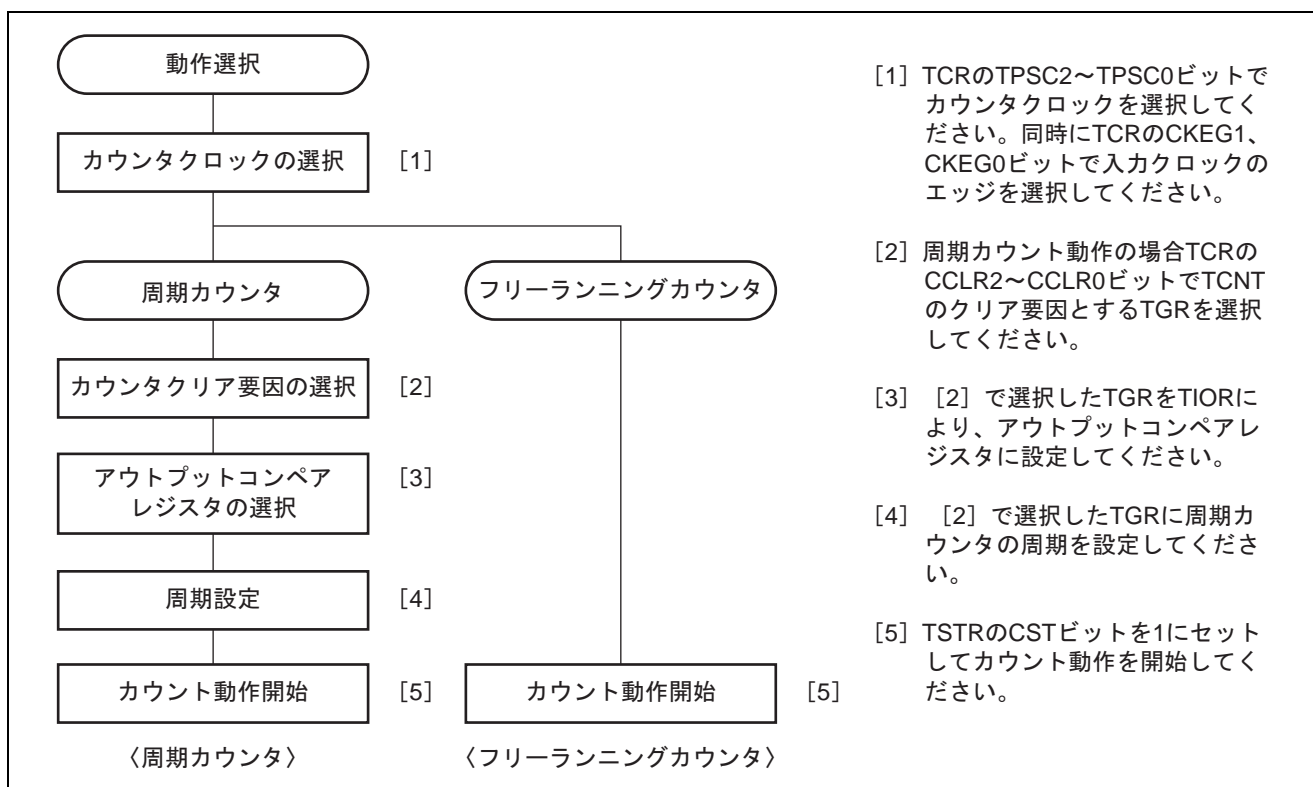 動作選択
カウンタクロックの選択 [1]
周期カウンタ
フリーランニングカウンタ
カウンタクリア要因の選択 [2]
アウトプットコンペア
レジスタの選択
[3]
周期設定 [4]
カウント動作開始 [5]
カウント動作開始 [5]
〈周期カウンタ〉
〈フリーランニングカウンタ〉
[1] TCRのTPSC2～TPSC0ビットで
カウンタクロックを選択してく
ださい。同時にTCRのCKEG1、
CKEG0ビットで入力クロックの
エッジを選択してください。
[2] 周期カウント動作の場合TCRの
CCLR2～CCLR0ビットでTCNT
のクリア要因とするTGRを選択
してください。
[3] [2]で選択したTGRをTIORに
より、アウトプットコンペアレ
ジスタに設定してください。
[4] [2]で選択したTGRに周期カ
ウンタの周期を設定してくださ
い。
[5] TSTRのCSTビットを1にセット
してカウント動作を開始してく
ださい。